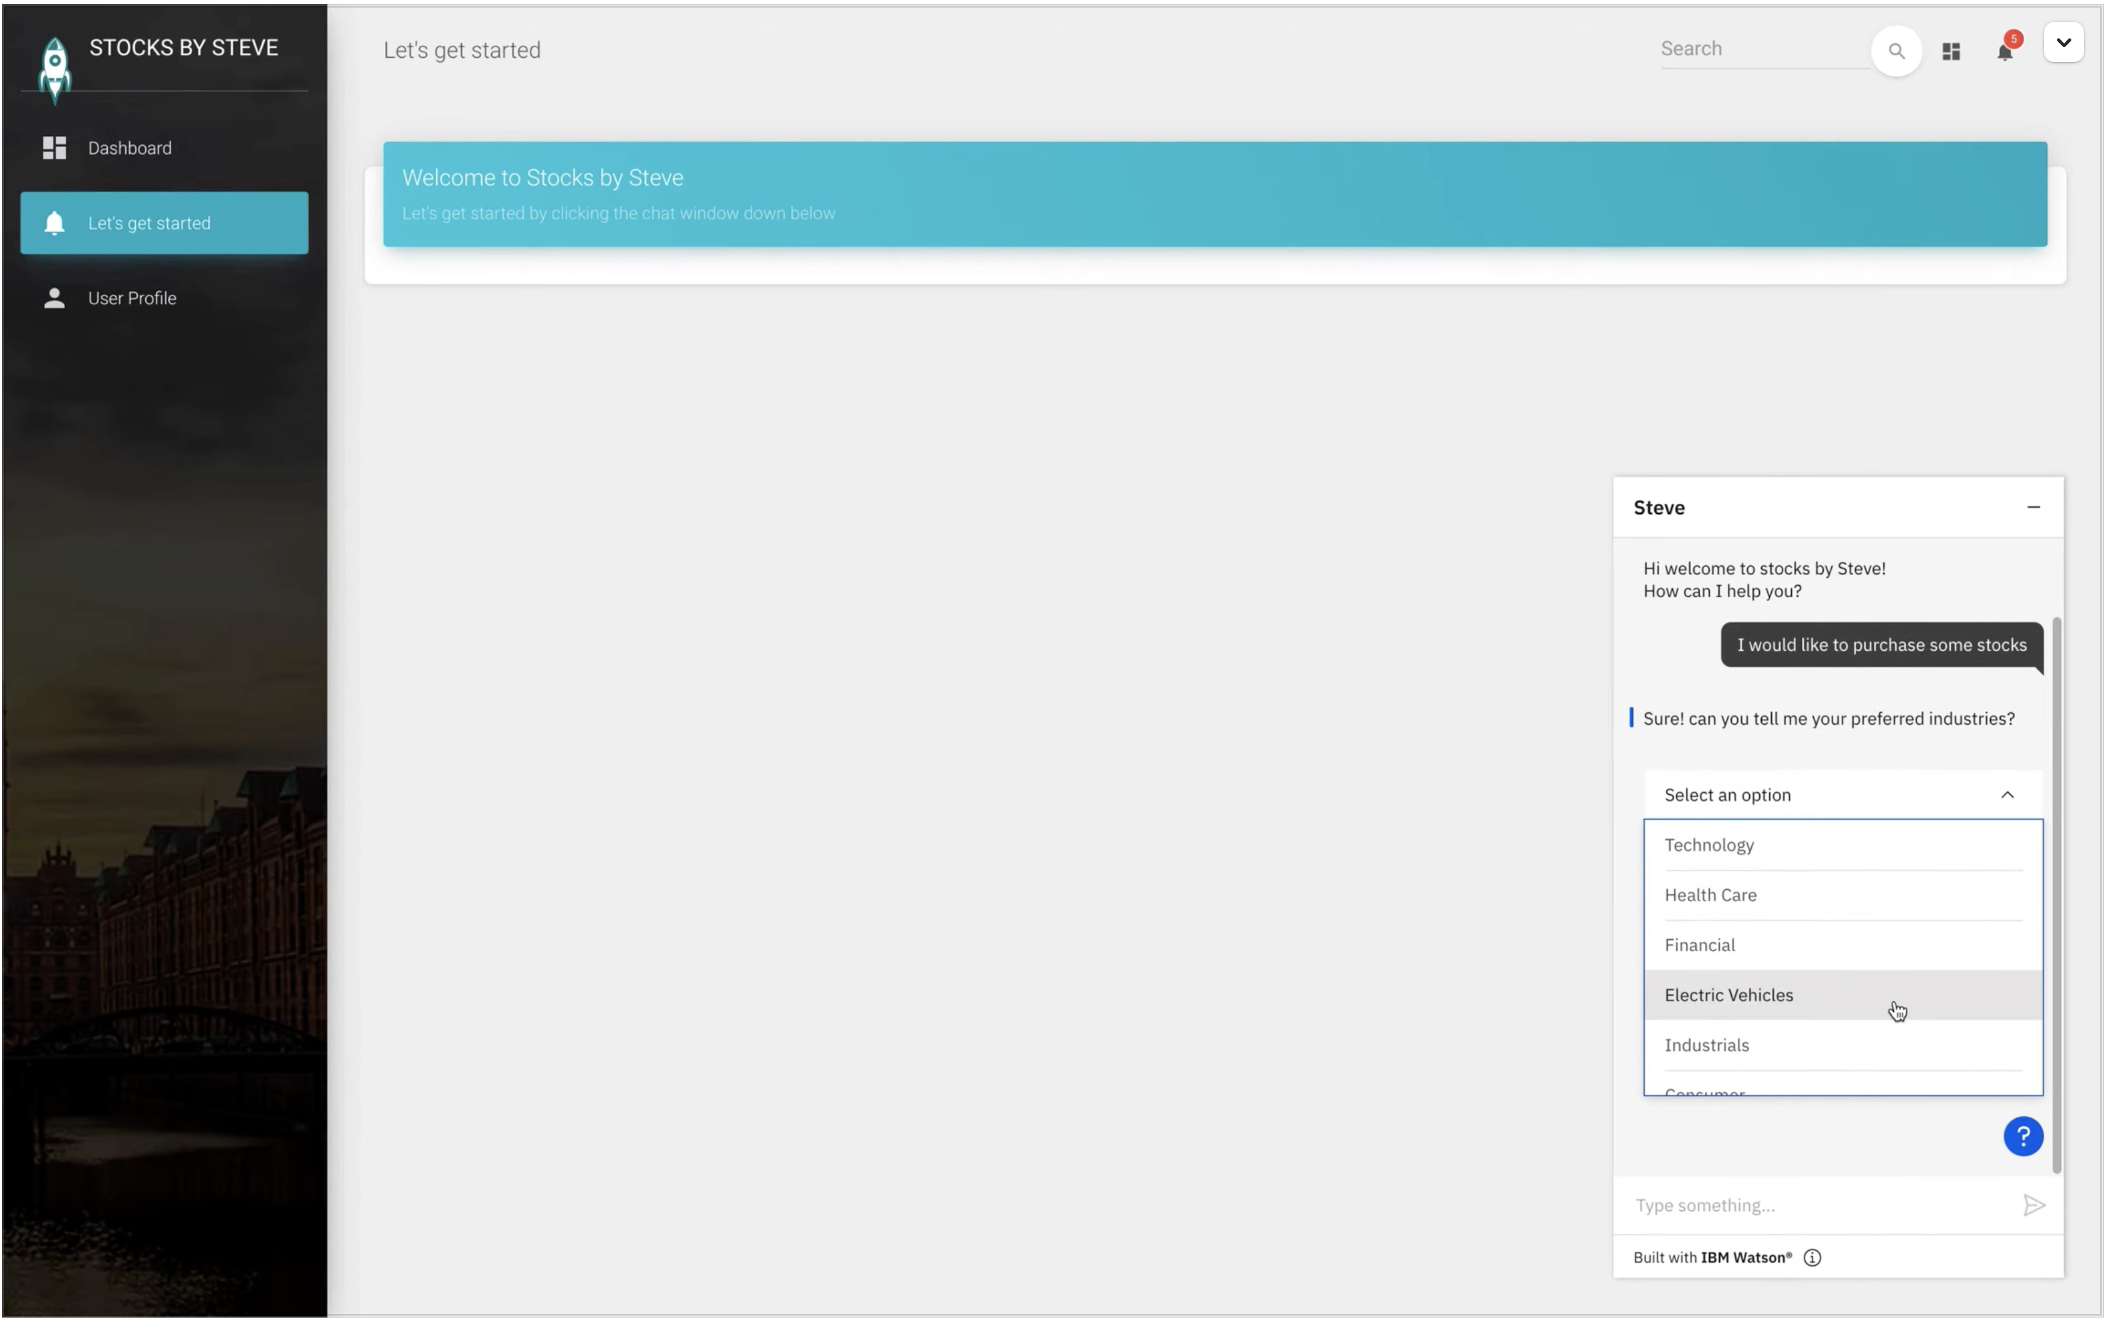 STOCKS BY STEVE
Dashboard
Let's get started
User Profile
Let's get started
Search
5
Welcome to Stocks by Steve
Let's get started by clicking the chat window down below
Steve
Hi welcome to stocks by Steve!
How can I help you?
I would like to purchase some stocks
Sure! can you tell me your preferred industries?
Select an option
Technology
Health Care
Financial
Electric Vehicles
Industrials
Consumer
?
Type something...
Built with IBM Watson®